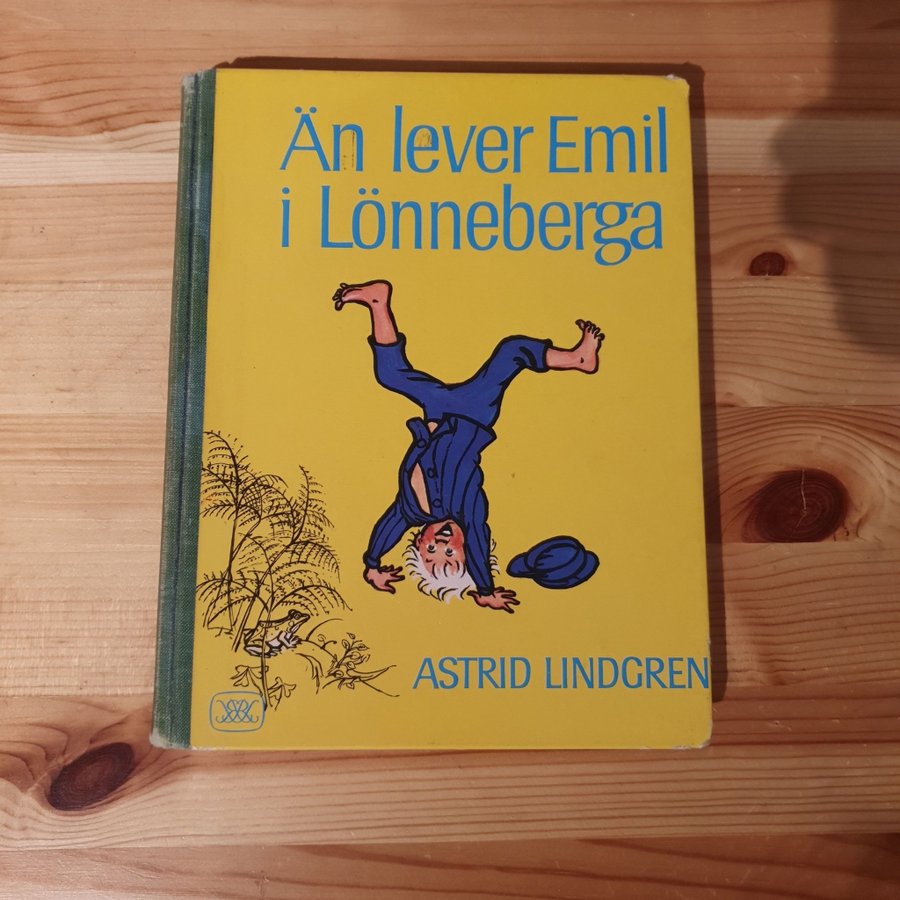 Än lever Emil
i Lönneberga
ASTRID LINDGREN